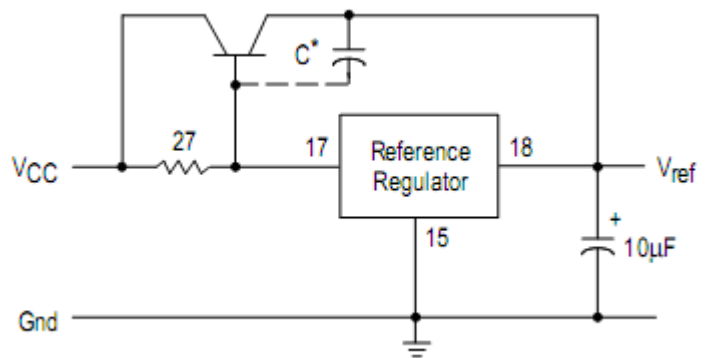 C*
27
VCC
17
Reference
Regulator
18
Vref
15
+
10µF
Gnd